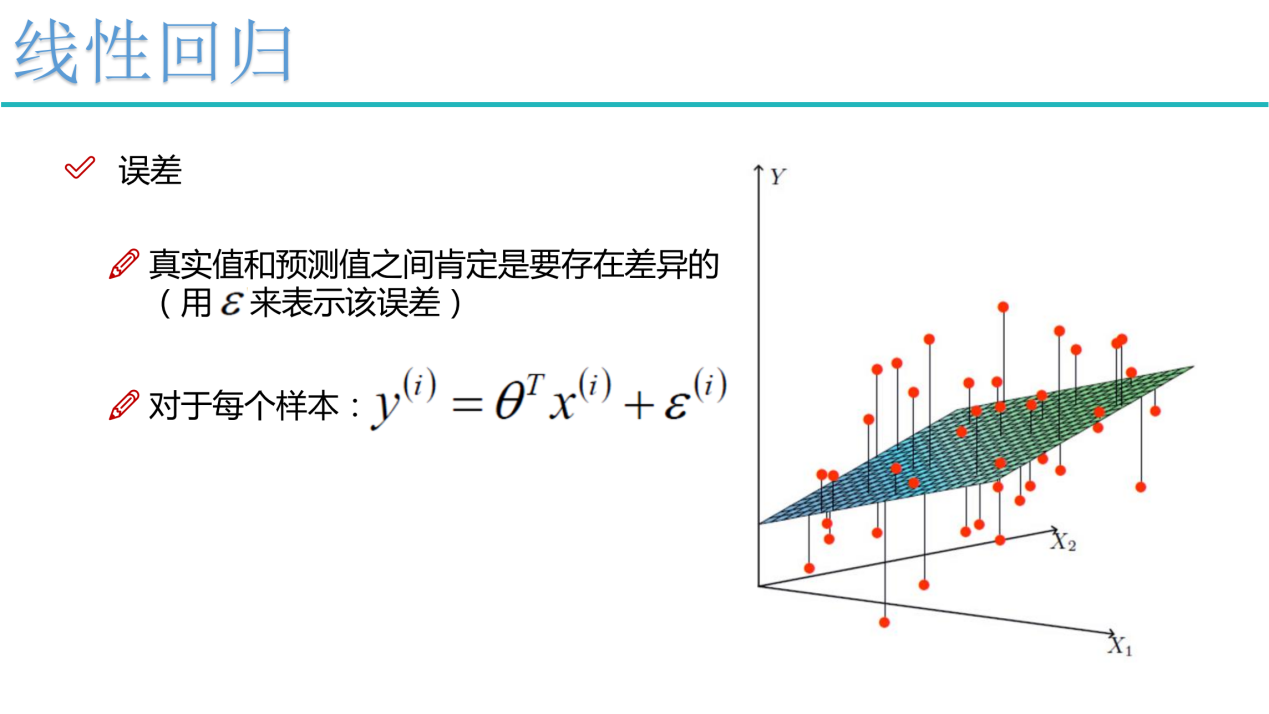 线性回归
误差
真实值和预测值之间肯定是要存在差异的
（用 ε 来表示该误差）
对于每个样本：y^(i) = θ^T x^(i) + ε^(i)
Y
X₂
X₁